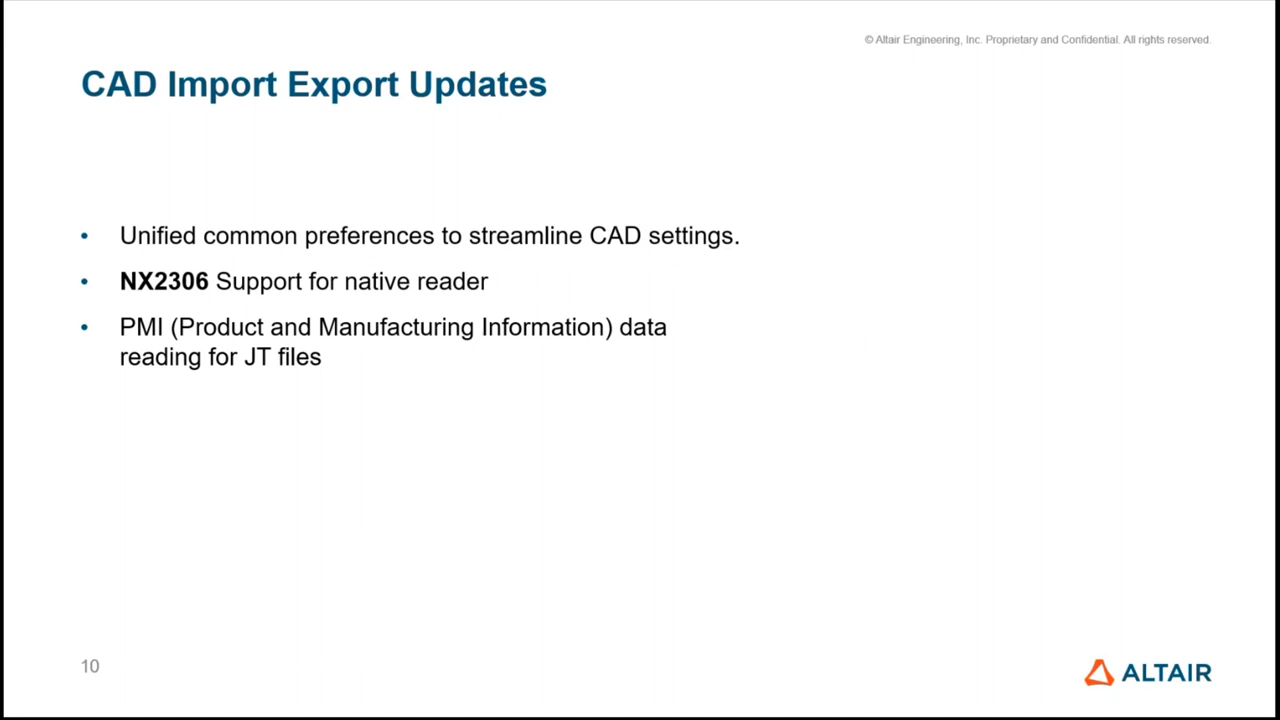 © Altair Engineering, Inc. Proprietary and Confidential. All rights reserved.
CAD Import Export Updates
• Unified common preferences to streamline CAD settings.
• NX2306 Support for native reader
• PMI (Product and Manufacturing Information) data
reading for JT files
10
ALTAIR